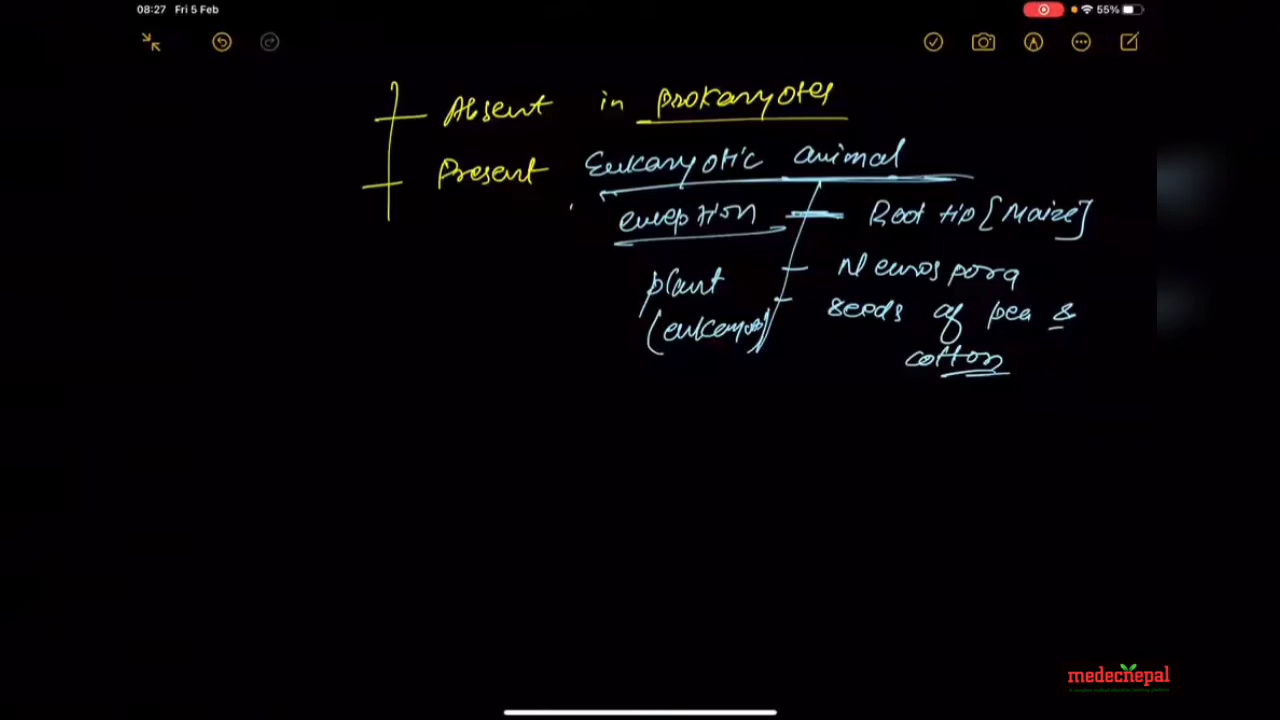 08:27 Fri 5 Feb
55%
Absent in prokaryotes
Present Eukaryotic animal
exception Root tip [Maize]
plant Neurospora
(eukaryos) seeds of pea &
cotton
medecnepal